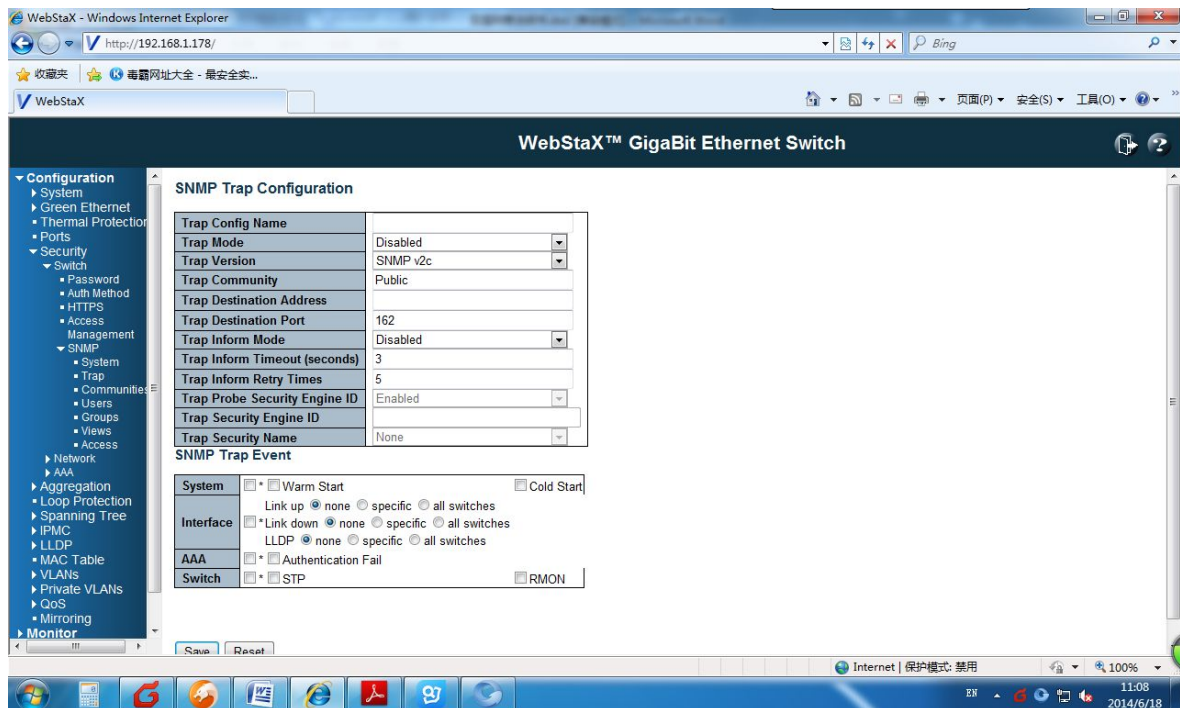 WebStaX - Windows Internet Explorer
http://192.168.1.178/
Bing
收藏夹 毒霸网址大全 - 最安全实...
WebStaX
页面(P) 安全(S) 工具(O) »
WebStaX™ GigaBit Ethernet Switch
Configuration
System
Green Ethernet
Thermal Protection
Ports
Security
Switch
Password
Auth Method
HTTPS
Access
Management
SNMP
System
Trap
Communities
Users
Groups
Views
Access
Network
AAA
Aggregation
Loop Protection
Spanning Tree
IPMC
LLDP
MAC Table
VLANs
Private VLANs
QoS
Mirroring
Monitor
SNMP Trap Configuration
Trap Config Name
Trap Mode Disabled
Trap Version SNMP v2c
Trap Community Public
Trap Destination Address
Trap Destination Port 162
Trap Inform Mode Disabled
Trap Inform Timeout (seconds) 3
Trap Inform Retry Times 5
Trap Probe Security Engine ID Enabled
Trap Security Engine ID
Trap Security Name None
SNMP Trap Event
System * Warm Start Cold Start
Link up none specific all switches
Interface * Link down none specific all switches
LLDP none specific all switches
AAA * Authentication Fail
Switch * STP RMON
Save Reset
Internet | 保护模式: 禁用 100%
EN 11:08
2014/6/18